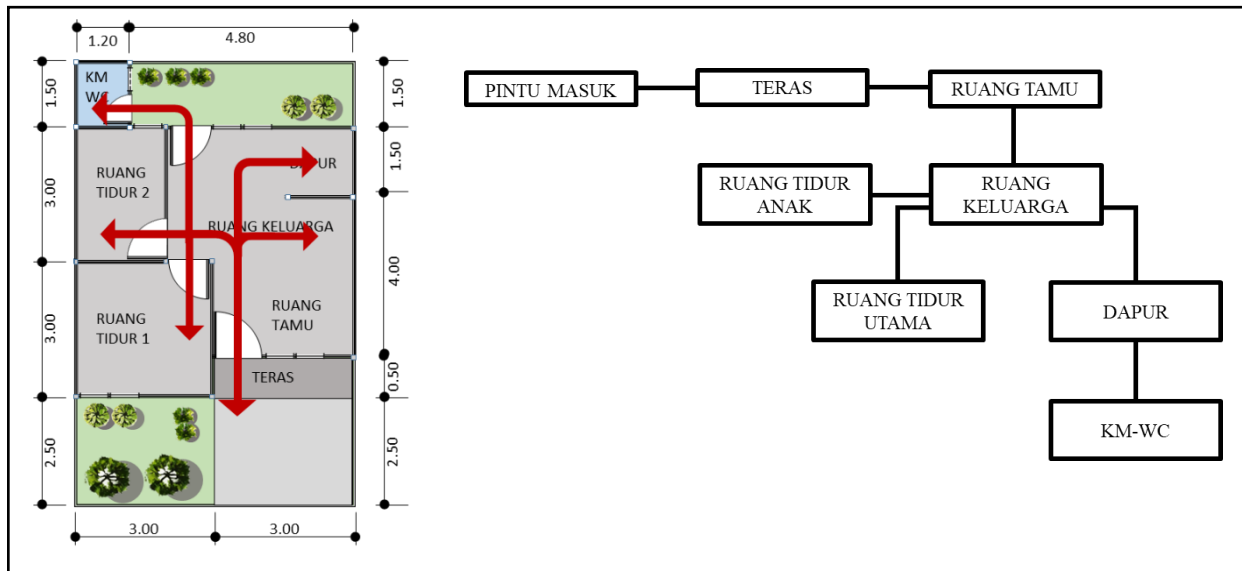 1.20
4.80
KM
WC
1.50
1.50
DAPUR
1.50
RUANG
TIDUR 2
3.00
RUANG KELUARGA
4.00
RUANG
TIDUR 1
3.00
RUANG
TAMU
TERAS
0.50
2.50
2.50
3.00
3.00
PINTU MASUK
TERAS
RUANG TAMU
RUANG TIDUR
ANAK
RUANG
KELUARGA
RUANG TIDUR
UTAMA
DAPUR
KM-WC